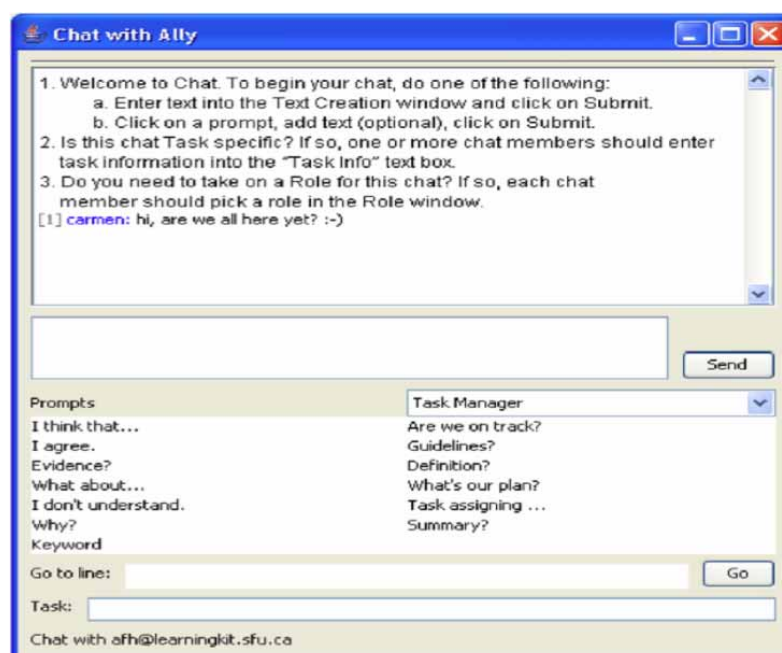 Chat with Ally
1. Welcome to Chat. To begin your chat, do one of the following:
a. Enter text into the Text Creation window and click on Submit.
b. Click on a prompt, add text (optional), click on Submit.
2. Is this chat Task specific? If so, one or more chat members should enter
task information into the "Task Info" text box.
3. Do you need to take on a Role for this chat? If so, each chat
member should pick a role in the Role window.
[1] carmen: hi, are we all here yet? :-)
Send
Prompts
Task Manager
I think that...
Are we on track?
I agree.
Guidelines?
Evidence?
Definition?
What about...
What's our plan?
I don't understand.
Task assigning ...
Why?
Summary?
Keyword
Go to line:
Go
Task:
Chat with afh@learningkit.sfu.ca